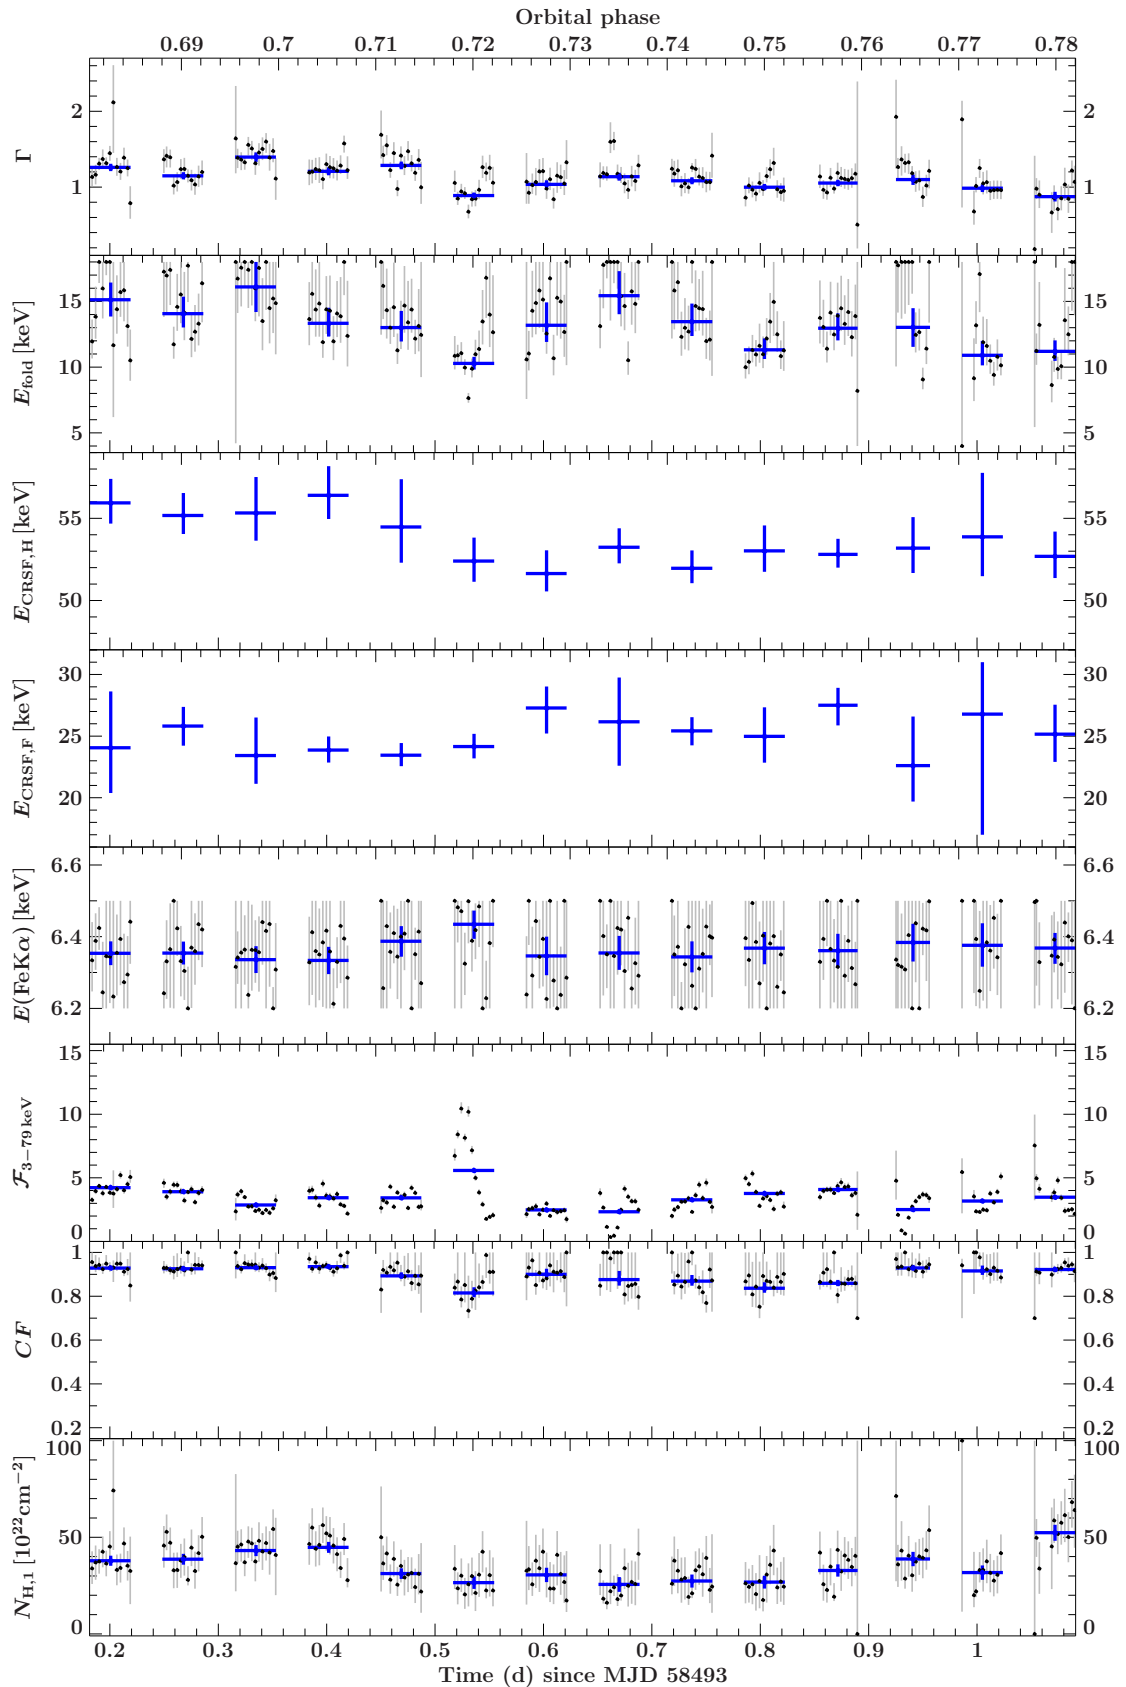 Orbital phase
0.69 0.7 0.71 0.72 0.73 0.74 0.75 0.76 0.77 0.78
Γ
2 2
1 1
E_fold [keV]
15 15
10 10
5 5
E_CRSF,H [keV]
55 55
50 50
E_CRSF,F [keV]
30 30
25 25
20 20
E(FeKα) [keV]
6.6 6.6
6.4 6.4
6.2 6.2
ℱ_3−79 keV
15 15
10 10
5 5
0 0
CF
1 1
0.8 0.8
0.6 0.6
0.4 0.4
0.2 0.2
N_H,1 [10²²cm⁻²]
100 100
50 50
0 0
0.2 0.3 0.4 0.5 0.6 0.7 0.8 0.9 1
Time (d) since MJD 58493